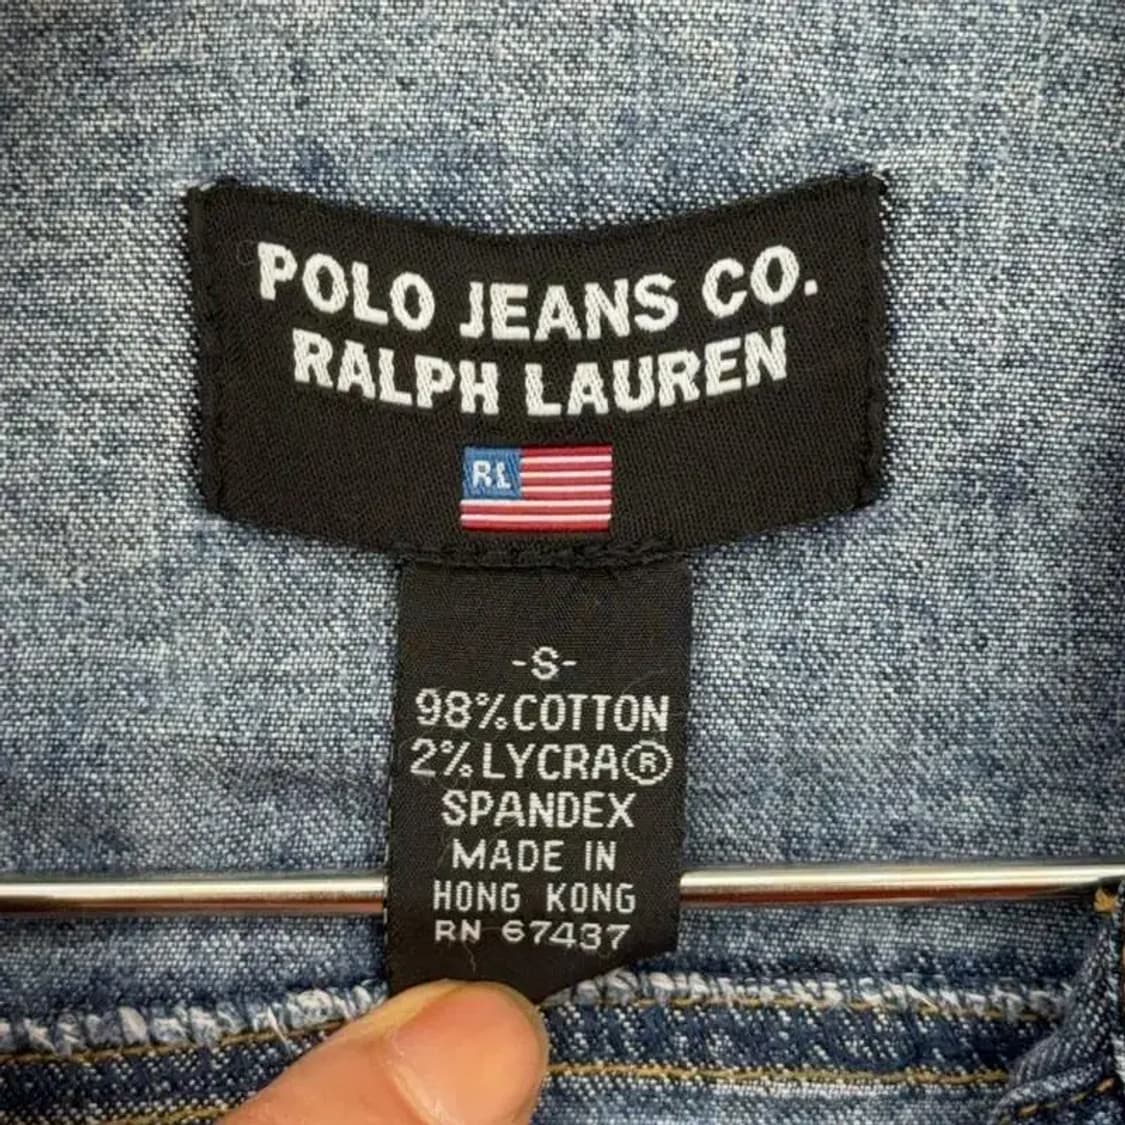 POLO JEANS CO.
RALPH LAUREN
RL
-S-
98% COTTON
2% LYCRA®
SPANDEX
MADE IN
HONG KONG
RN 67437